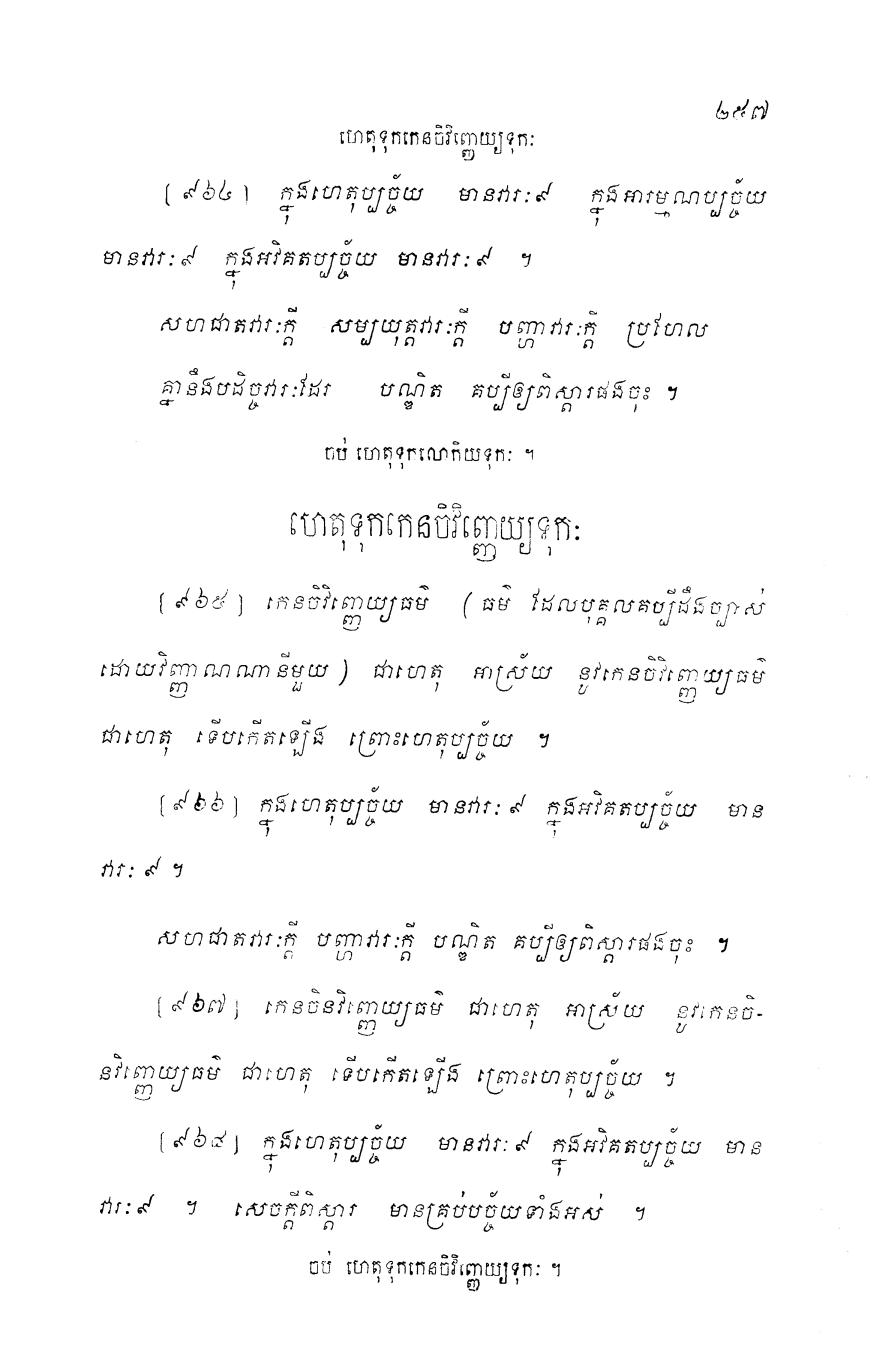 ២៩៧
ហេតុទុកកេនចិវិញ្ញេយ្យទុកៈ
[៩៦៤] ក្នុងហេតុប្បច្ច័យ មានវារៈ៩ ក្នុងអារម្មណប្បច្ច័យ
មានវារៈ៩ ក្នុងអវិគតប្បច្ច័យ មានវារៈ៩ ។
សហជាតវារៈក្តី សម្បយុត្តវារៈក្តី បញ្ហាវារៈក្តី ប្រហែល
គ្នានឹងបដិច្ចវារៈដែរ បណ្ឌិត គប្បីឲ្យពិស្តារផងចុះ ។
ចប់ ហេតុទុកលោកិយទុកៈ ។
ហេតុទុកកេនចិវិញ្ញេយ្យទុកៈ
[៩៦៥] កេនចិវិញ្ញេយ្យធម៌ (ធម៌ ដែលបុគ្គលគប្បីដឹងច្បាស់
ដោយវិញ្ញាណណានីមួយ) ជាហេតុ អាស្រ័យ នូវកេនចិវិញ្ញេយ្យធម៌
ជាហេតុ ទើបកើតឡើង ព្រោះហេតុប្បច្ច័យ ។
[៩៦៦] ក្នុងហេតុប្បច្ច័យ មានវារៈ ៩ ក្នុងអវិគតប្បច្ច័យ មាន
វារៈ ៩ ។
សហជាតវារៈក្តី បញ្ហាវារៈក្តី បណ្ឌិត គប្បីឲ្យពិស្តារផងចុះ ។
[៩៦៧] កេនចិនវិញ្ញេយ្យធម៌ ជាហេតុ អាស្រ័យ នូវកេនចិ-
នវិញ្ញេយ្យធម៌ ជាហេតុ ទើបកើតឡើង ព្រោះហេតុប្បច្ច័យ ។
[៩៦៨] ក្នុងហេតុប្បច្ច័យ មានវារៈ ៩ ក្នុងអវិគតប្បច្ច័យ មាន
វារៈ៩ ។ សេចក្តីពិស្តារ មានគ្រប់បច្ច័យទាំងអស់ ។
ចប់ ហេតុទុកកេនចិវិញ្ញេយ្យទុកៈ ។